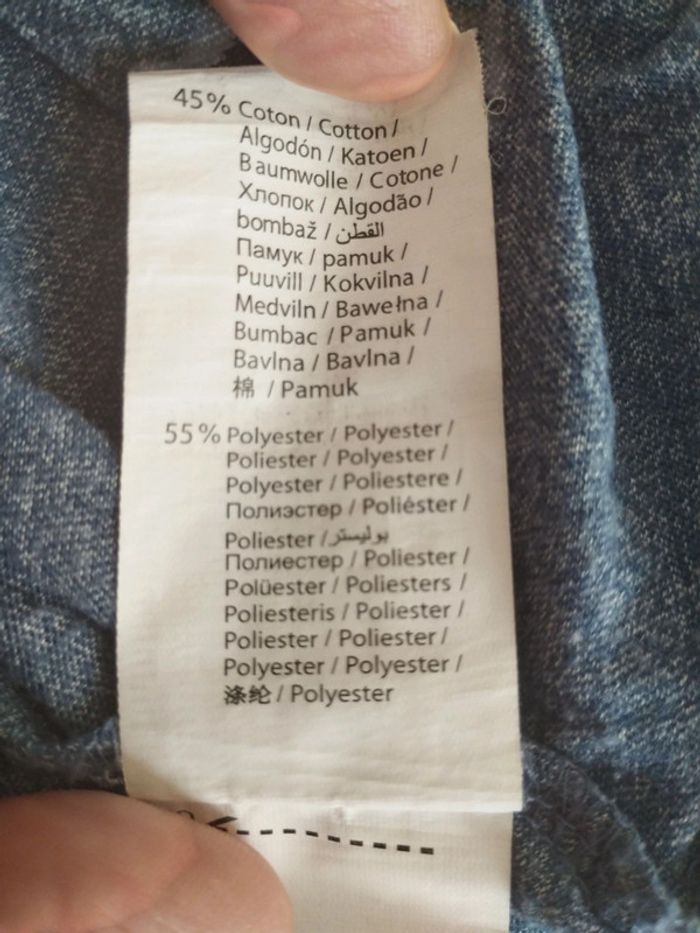 45% Coton / Cotton /
Algodón / Katoen /
Baumwolle / Cotone /
Хлопок / Algodão /
bombaž / القطن
Памук / pamuk /
Puuvill / Kokvilna /
Medviln / Bawełna /
Bumbac / Pamuk /
Bavlna / Bavlna /
棉 / Pamuk
55% Polyester / Polyester /
Poliester / Polyester /
Polyester / Poliestere /
Полиэстер / Poliéster /
Poliester / بوليستر
Полиестер / Poliester /
Polüester / Poliesters /
Poliesteris / Poliester /
Poliester / Poliester /
Polyester / Polyester /
涤纶 / Polyester